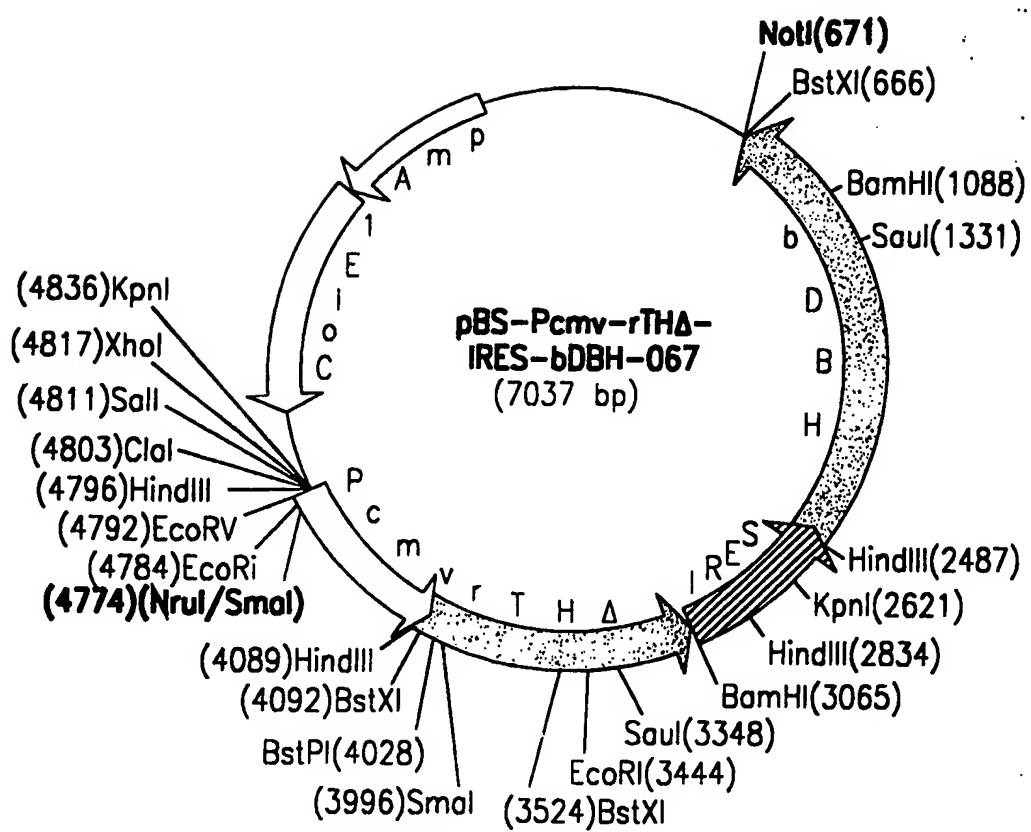 NotI(671)
BstXI(666)
BamHI(1088)
SauI(1331)
Amp
ColE1
bDBH
(4836)KpnI
(4817)XhoI
(4811)SalI
(4803)ClaI
(4796)HindIII
(4792)EcoRV
(4784)EcoRi
(4774)(NruI/SmaI)
pBS-Pcmv-rTHΔ-
IRES-bDBH-067
(7037 bp)
Pcmv
rTHΔ
IRES
HindIII(2487)
KpnI(2621)
HindIII(2834)
BamHI(3065)
SauI(3348)
EcoRI(3444)
(3524)BstXI
(3996)SmaI
BstPI(4028)
(4092)BstXI
(4089)HindIII